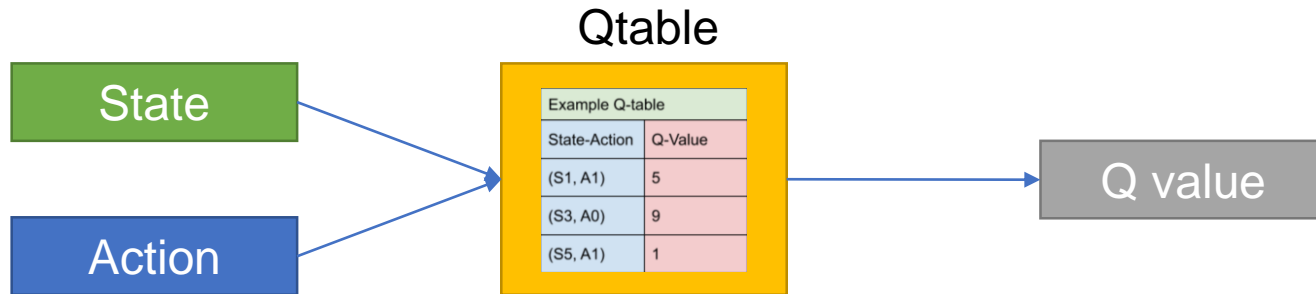 Qtable
State
Action
Example Q-table
State-Action Q-Value
(S1, A1) 5
(S3, A0) 9
(S5, A1) 1
Q value